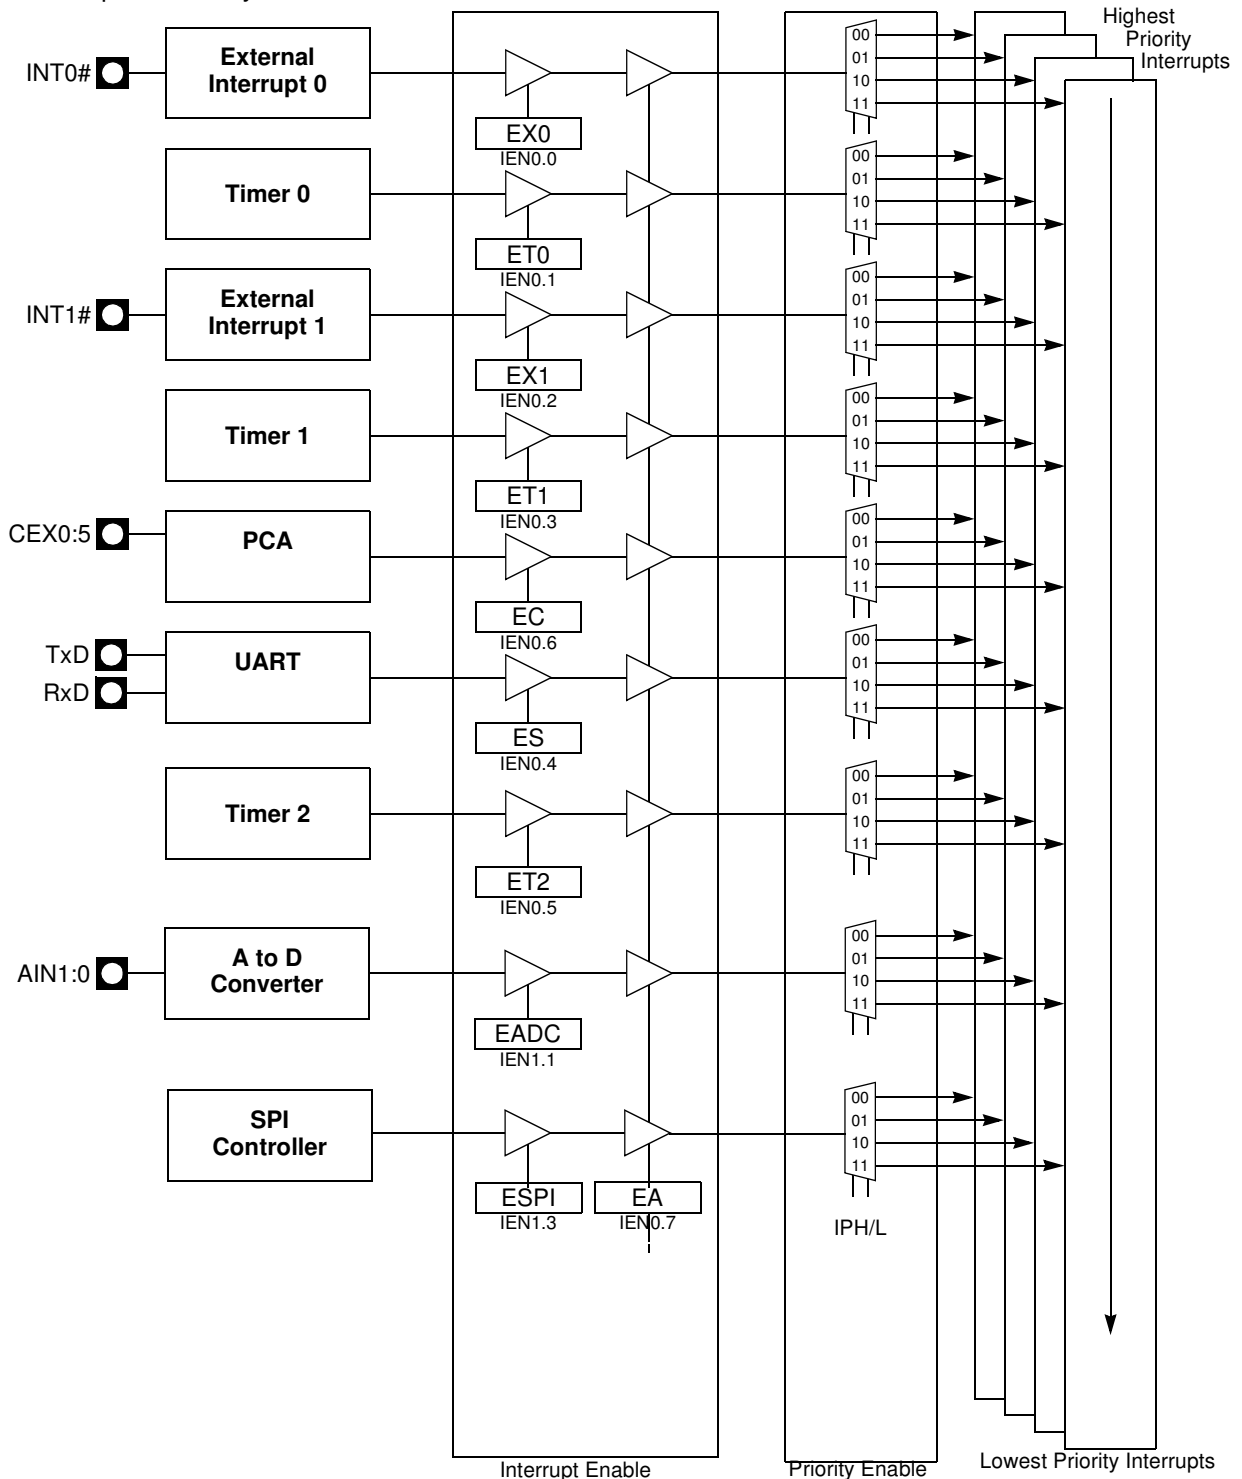 Highest
Priority
Interrupts
INT0#
External
Interrupt 0
EX0
IEN0.0
00
01
10
11
Timer 0
ET0
IEN0.1
00
01
10
11
INT1#
External
Interrupt 1
EX1
IEN0.2
00
01
10
11
Timer 1
ET1
IEN0.3
00
01
10
11
CEX0:5
PCA
EC
IEN0.6
00
01
10
11
TxD
RxD
UART
ES
IEN0.4
00
01
10
11
Timer 2
ET2
IEN0.5
00
01
10
11
AIN1:0
A to D
Converter
EADC
IEN1.1
00
01
10
11
SPI
Controller
ESPI
IEN1.3
EA
IEN0.7
00
01
10
11
IPH/L
Interrupt Enable
Priority Enable
Lowest Priority Interrupts